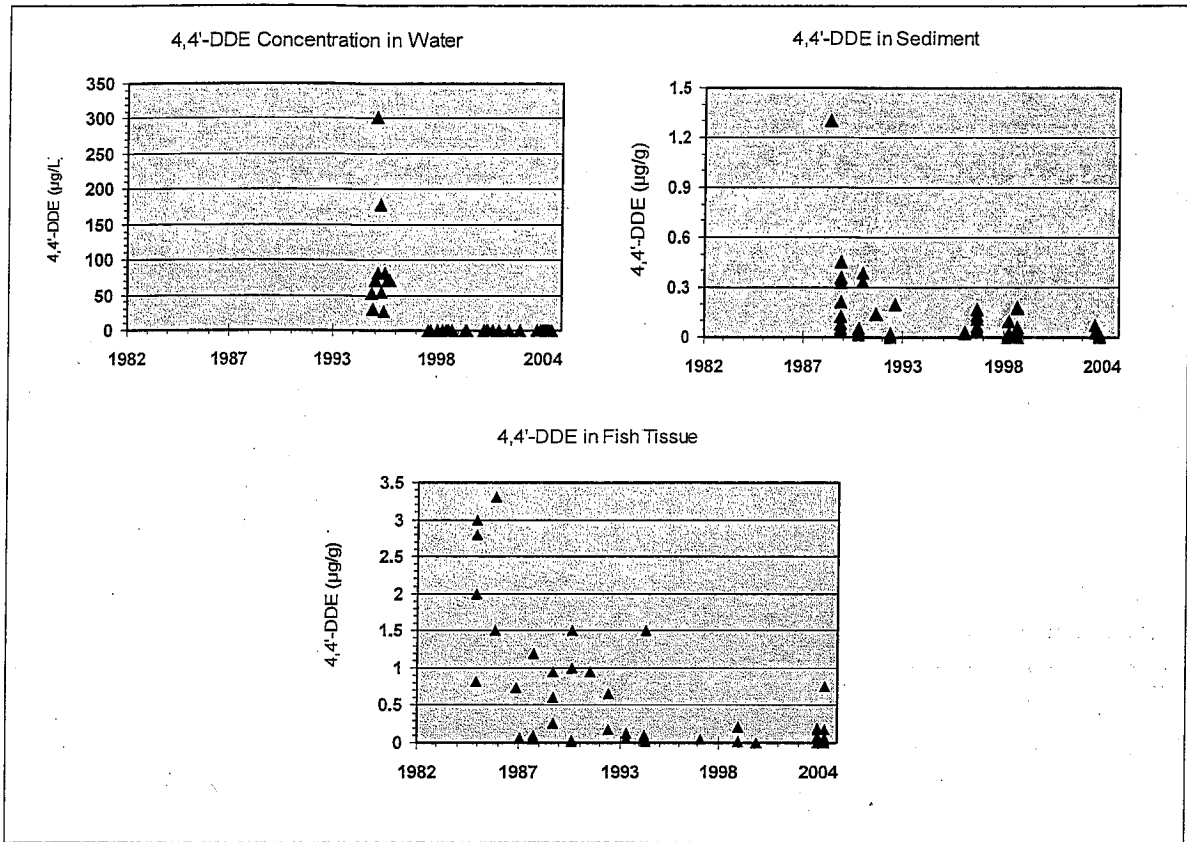 4,4'-DDE Concentration in Water
4,4'-DDE (µg/L)
350
300
250
200
150
100
50
0
1982 1987 1993 1998 2004
4,4'-DDE in Sediment
4,4'-DDE (µg/g)
1.5
1.2
0.9
0.6
0.3
0
1982 1987 1993 1998 2004
4,4'-DDE in Fish Tissue
4,4'-DDE (µg/g)
3.5
3
2.5
2
1.5
1
0.5
0
1982 1987 1993 1998 2004